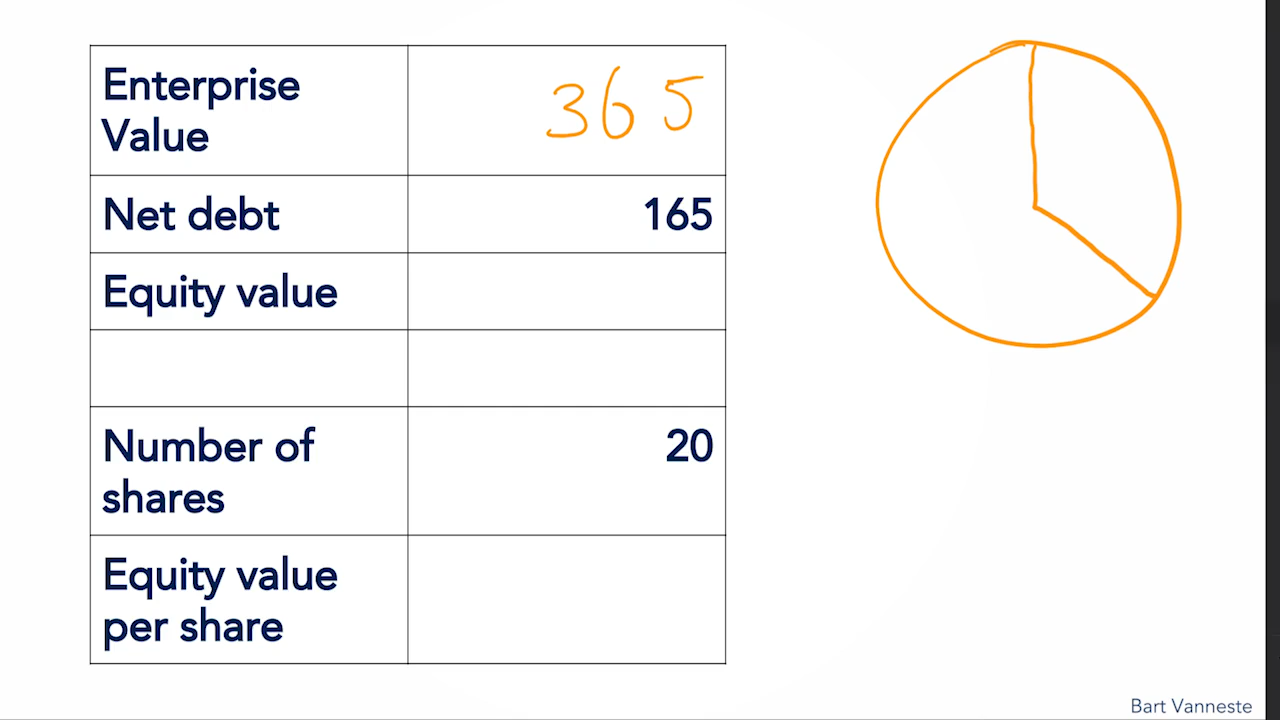 Enterprise
Value
365
Net debt
165
Equity value
Number of
shares
20
Equity value
per share
Bart Vanneste